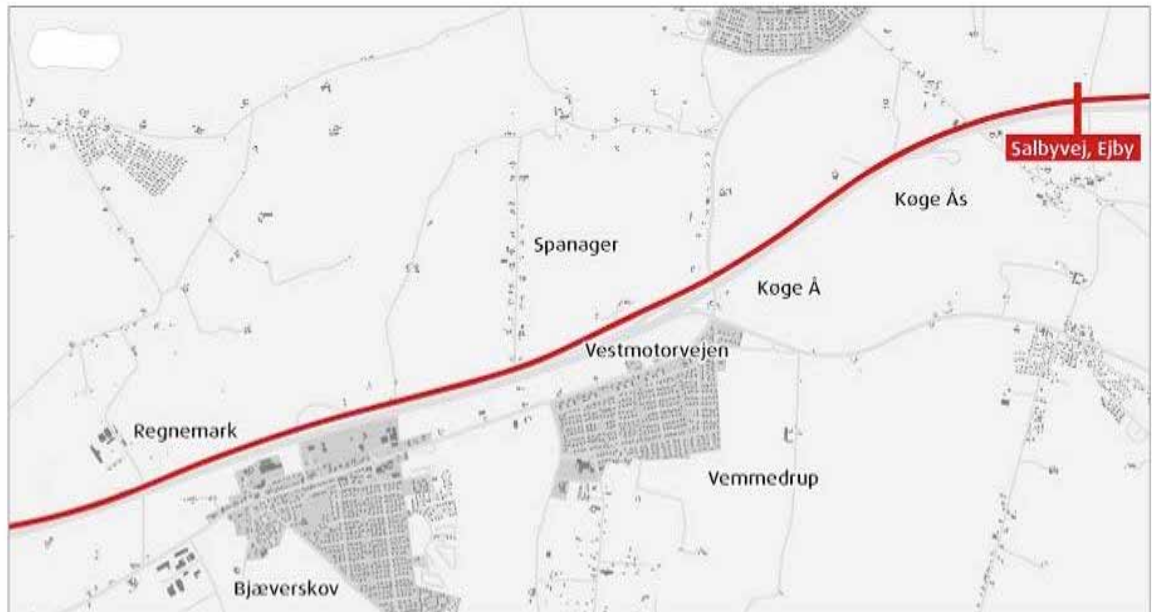 Salbyvej, Ejby
Køge Ås
Spanager
Køge Å
Vestmotorvejen
Regnemark
Vemmedrup
Bjæverskov